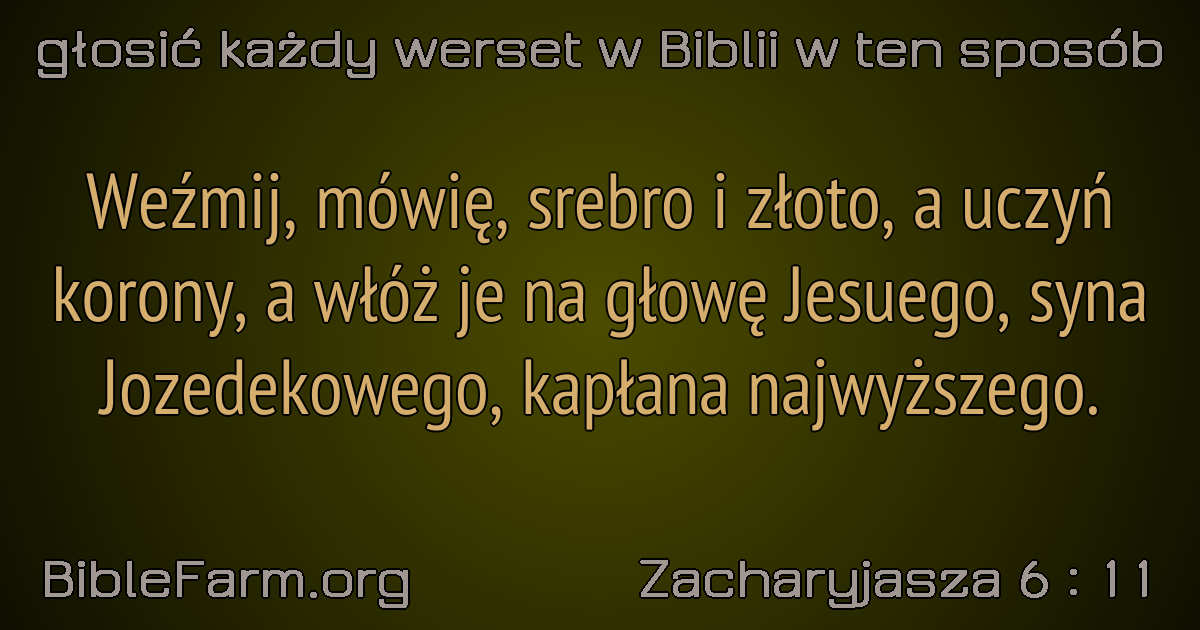 głosić każdy werset w Biblii w ten sposób
Weźmij, mówię, srebro i złoto, a uczyń
korony, a włóż je na głowę Jesuego, syna
Jozedekowego, kapłana najwyższego.
BibleFarm.org
Zacharyjasza 6 : 11